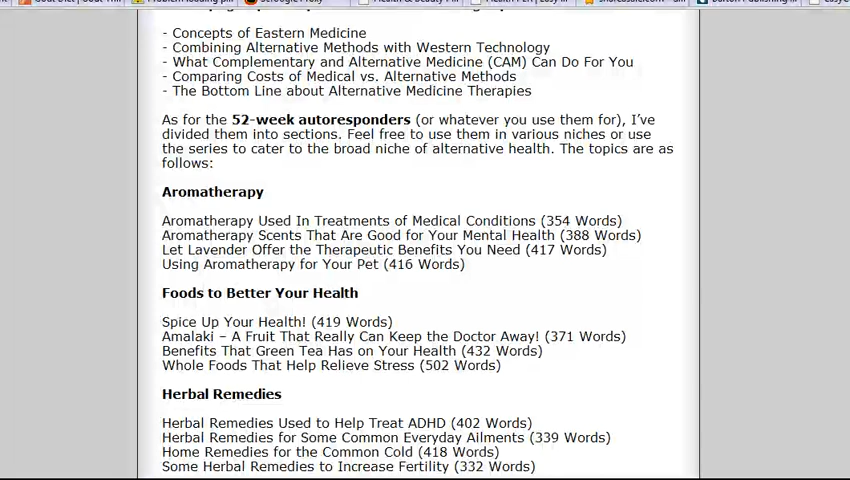 - Concepts of Eastern Medicine
- Combining Alternative Methods with Western Technology
- What Complementary and Alternative Medicine (CAM) Can Do For You
- Comparing Costs of Medical vs. Alternative Methods
- The Bottom Line about Alternative Medicine Therapies
As for the 52-week autoresponders (or whatever you use them for), I've
divided them into sections. Feel free to use them in various niches or use
the series to cater to the broad niche of alternative health. The topics are as
follows:
Aromatherapy
Aromatherapy Used In Treatments of Medical Conditions (354 Words)
Aromatherapy Scents That Are Good for Your Mental Health (388 Words)
Let Lavender Offer the Therapeutic Benefits You Need (417 Words)
Using Aromatherapy for Your Pet (416 Words)
Foods to Better Your Health
Spice Up Your Health! (419 Words)
Amalaki – A Fruit That Really Can Keep the Doctor Away! (371 Words)
Benefits That Green Tea Has on Your Health (432 Words)
Whole Foods That Help Relieve Stress (502 Words)
Herbal Remedies
Herbal Remedies Used to Help Treat ADHD (402 Words)
Herbal Remedies for Some Common Everyday Ailments (339 Words)
Home Remedies for the Common Cold (418 Words)
Some Herbal Remedies to Increase Fertility (332 Words)